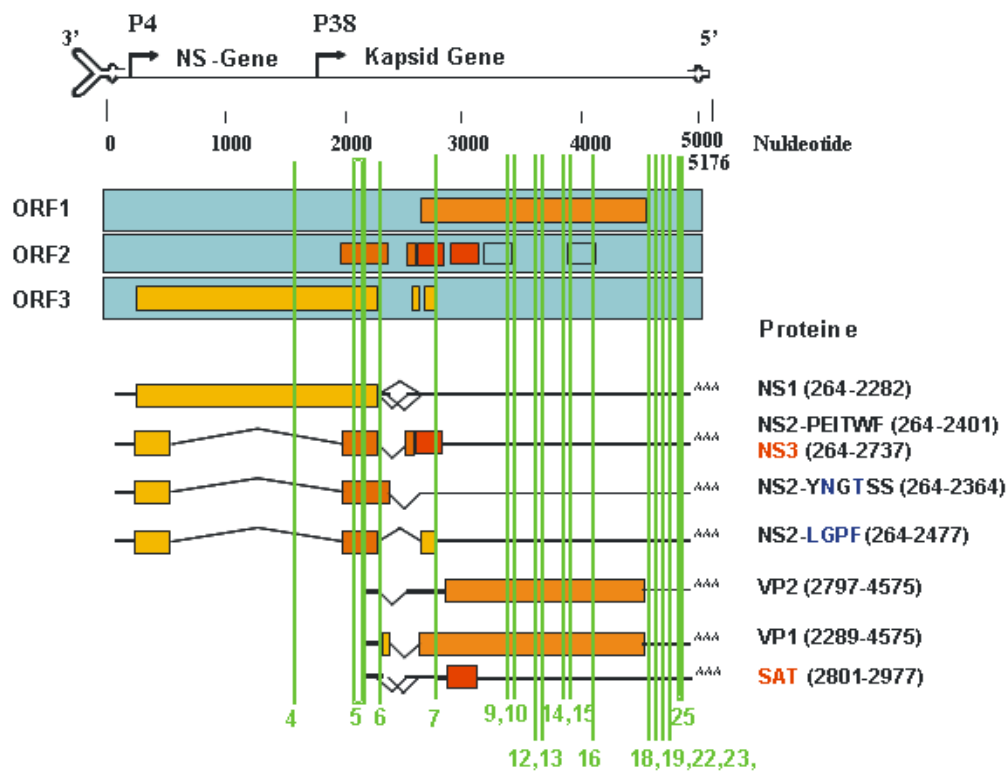 P4 P38
3’ NS-Gene Kapsid Gene 5’
0 1000 2000 3000 4000 5000 Nukleotide
5176
ORF1
ORF2
ORF3
Proteine
AAA NS1 (264-2282)
AAA NS2-PEITWF (264-2401)
NS3 (264-2737)
AAA NS2-YNGTSS (264-2364)
AAA NS2-LGPF (264-2477)
AAA VP2 (2797-4575)
AAA VP1 (2289-4575)
AAA SAT (2801-2977)
4 5 6 7 9,10 14,15 25
12,13 16 18,19,22,23,